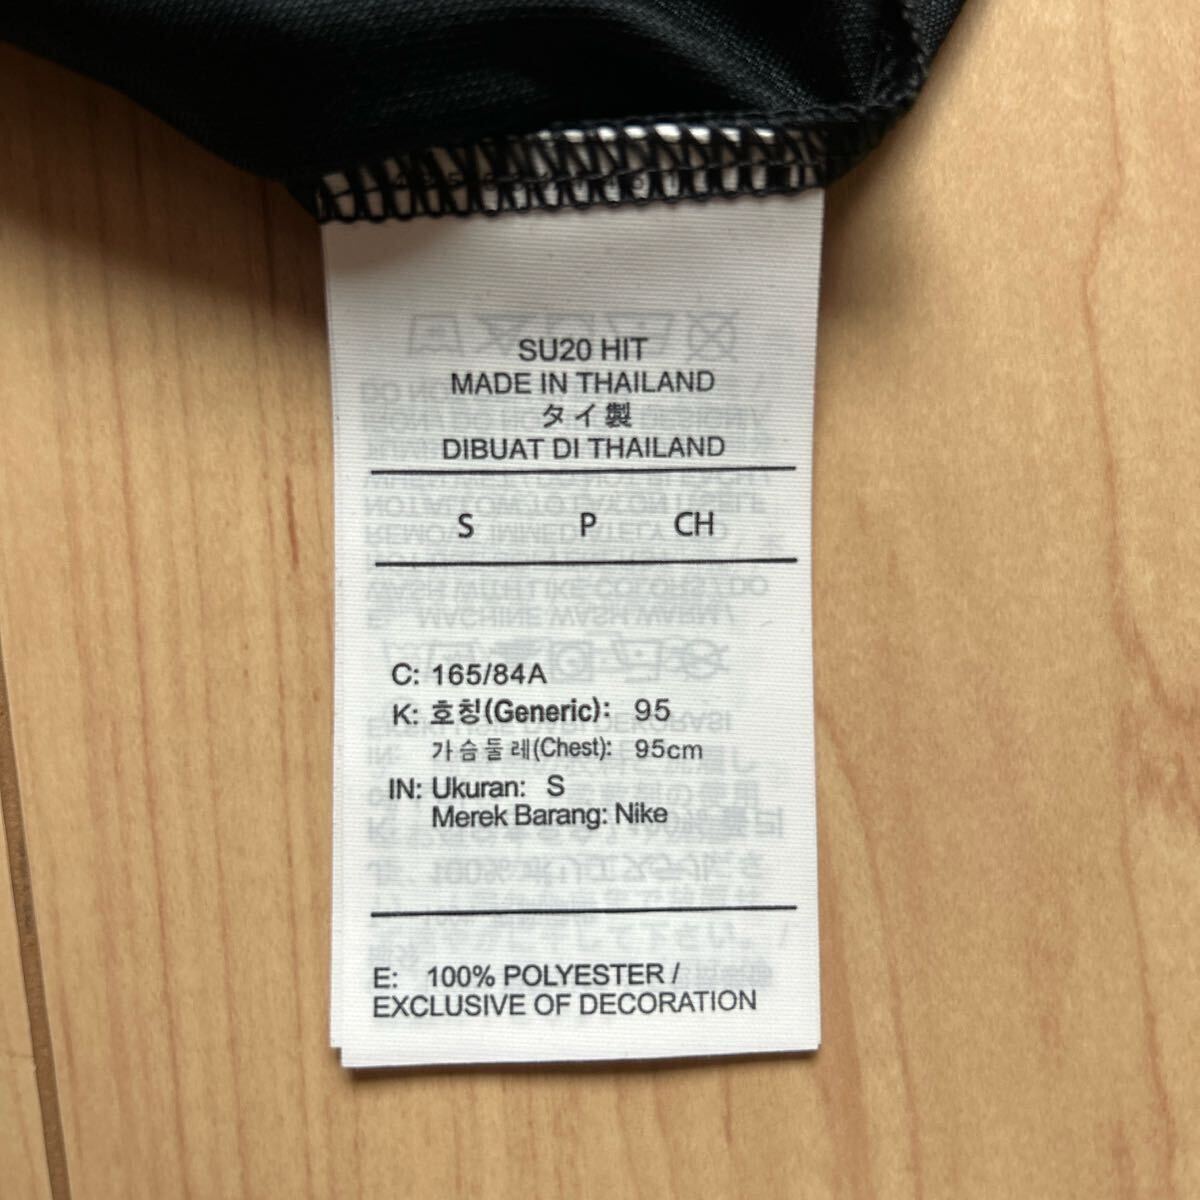 SU20 HIT
MADE IN THAILAND
タイ製
DIBUAT DI THAILAND
S P CH
C: 165/84A
K: 호칭(Generic): 95
가슴둘레(Chest): 95cm
IN: Ukuran: S
Merek Barang: Nike
E: 100% POLYESTER /
EXCLUSIVE OF DECORATION